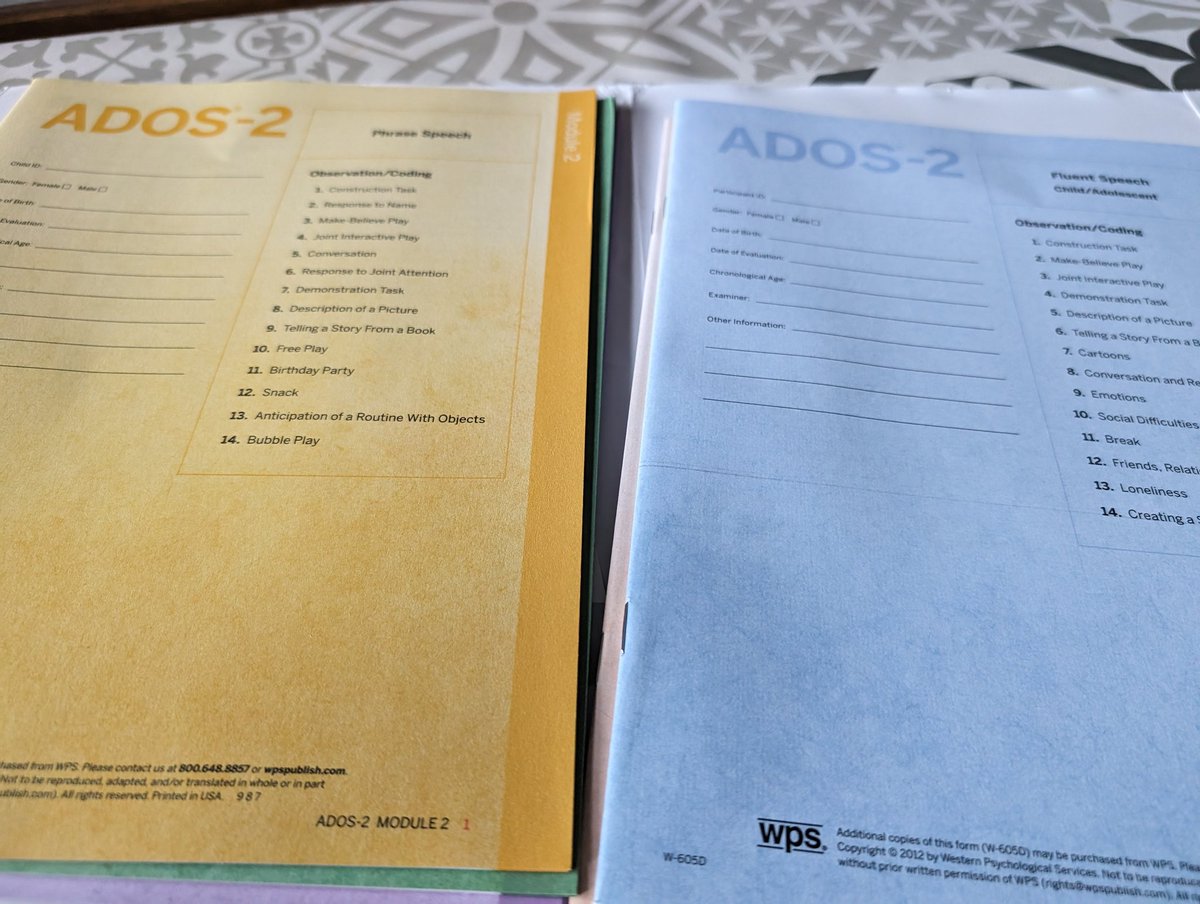 ADOS®-2
Phrase Speech
Module 2
Child ID:
Gender: Female Male
of Birth:
Evaluation:
cal Age:
Observation/Coding
1. Construction Task
2. Response to Name
3. Make-Believe Play
4. Joint Interactive Play
5. Conversation
6. Response to Joint Attention
7. Demonstration Task
8. Description of a Picture
9. Telling a Story From a Book
10. Free Play
11. Birthday Party
12. Snack
13. Anticipation of a Routine With Objects
14. Bubble Play
hased from WPS. Please contact us at 800.648.8857 or wpspublish.com.
Not to be reproduced, adapted, and/or translated in whole or in part
ublish.com). All rights reserved. Printed in USA. 9 8 7
ADOS-2 MODULE 2 1
ADOS-2
Fluent Speech
Child/Adolescent
Participant ID:
Gender: Female Male
Date of Birth:
Date of Evaluation:
Chronological Age:
Examiner:
Other Information:
Observation/Coding
1. Construction Task
2. Make-Believe Play
3. Joint Interactive Play
4. Demonstration Task
5. Description of a Picture
6. Telling a Story From a B
7. Cartoons
8. Conversation and Re
9. Emotions
10. Social Difficulties
11. Break
12. Friends, Relati
13. Loneliness
14. Creating a S
W-605D
wps®
Additional copies of this form (W-605D) may be purchased from WPS. Plea
Copyright © 2012 by Western Psychological Services. Not to be reproduce
without prior written permission of WPS (rights@wpspublish.com). All ri